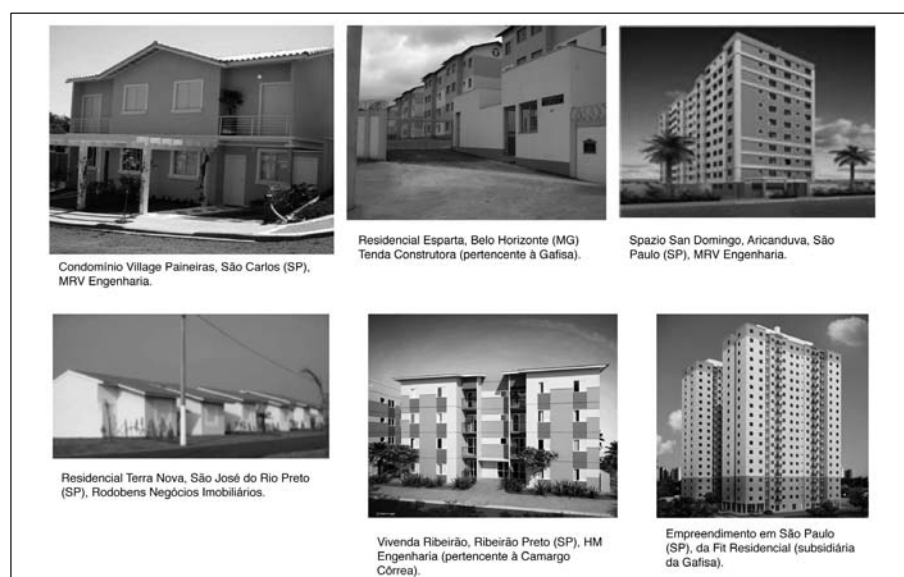 Condomínio Village Paineiras, São Carlos (SP),
MRV Engenharia.
Residencial Esparta, Belo Horizonte (MG)
Tenda Construtora (pertencente à Gafisa).
Spazio San Domingo, Aricanduva, São
Paulo (SP), MRV Engenharia.
Residencial Terra Nova, São José do Rio Preto
(SP), Rodobens Negócios Imobiliários.
Vivenda Ribeirão, Ribeirão Preto (SP), HM
Engenharia (pertencente à Camargo
Côrrea).
Empreendimento em São Paulo
(SP), da Fit Residencial (subsidiária
da Gafisa).